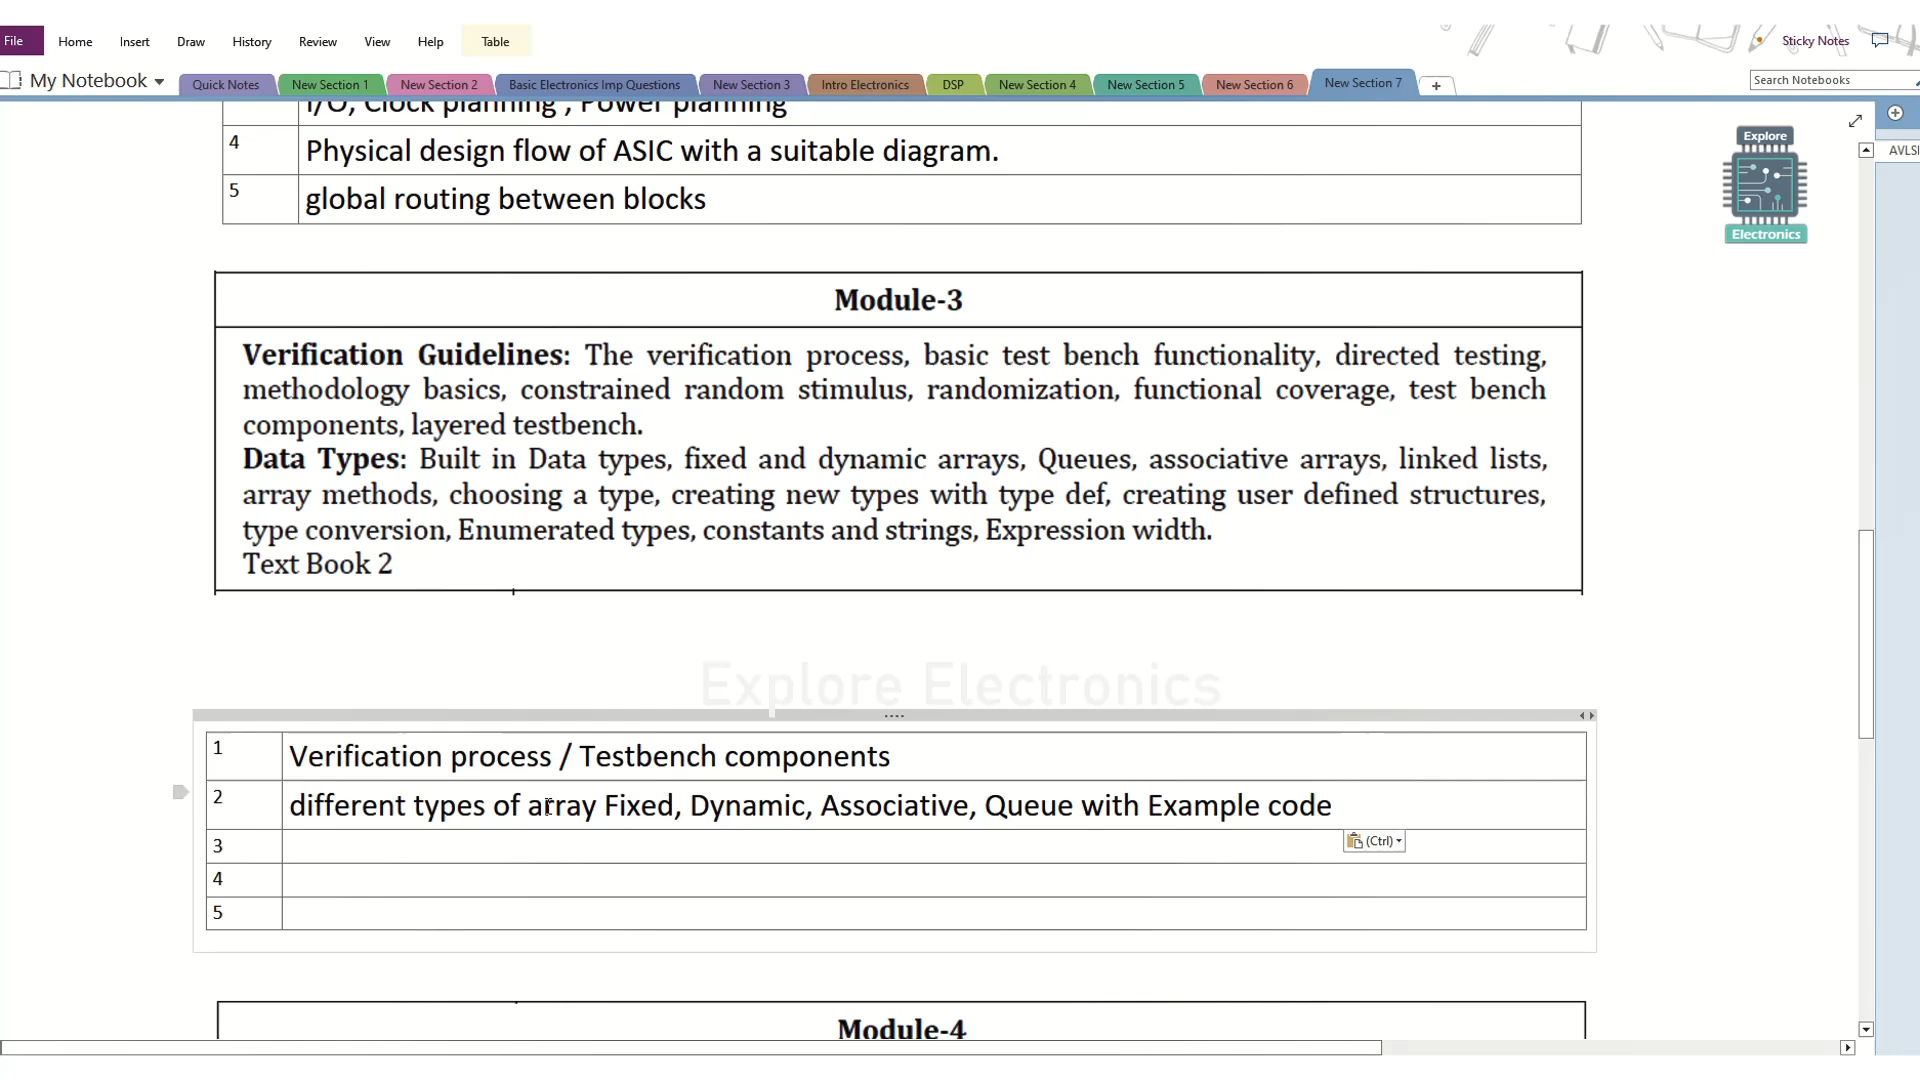 File Home Insert Draw History Review View Help Table Sticky Notes
My Notebook Quick Notes New Section 1 New Section 2 Basic Electronics Imp Questions New Section 3 Intro Electronics DSP New Section 4 New Section 5 New Section 6 New Section 7 Search Notebooks
I/O, Clock planning , Power planning
Explore
AVLSI
4 Physical design flow of ASIC with a suitable diagram.
5 global routing between blocks
Electronics
Module-3
Verification Guidelines: The verification process, basic test bench functionality, directed testing,
methodology basics, constrained random stimulus, randomization, functional coverage, test bench
components, layered testbench.
Data Types: Built in Data types, fixed and dynamic arrays, Queues, associative arrays, linked lists,
array methods, choosing a type, creating new types with type def, creating user defined structures,
type conversion, Enumerated types, constants and strings, Expression width.
Text Book 2
Explore Electronics
1 Verification process / Testbench components
2 different types of array Fixed, Dynamic, Associative, Queue with Example code
(Ctrl)
3
4
5
Module-4